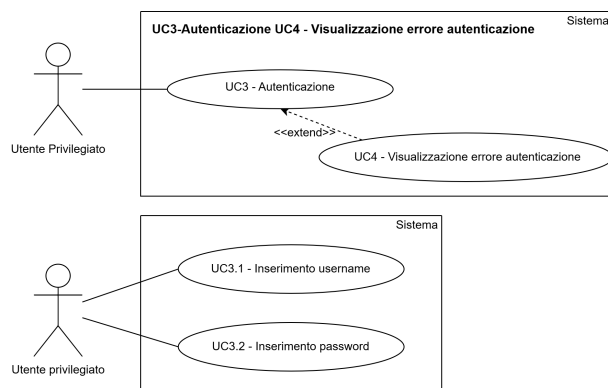 Sistema
UC3-Autenticazione UC4 - Visualizzazione errore autenticazione
UC3 - Autenticazione
<<extend>>
Utente Privilegiato
UC4 - Visualizzazione errore autenticazione
Sistema
UC3.1 - Inserimento username
UC3.2 - Inserimento password
Utente privilegiato